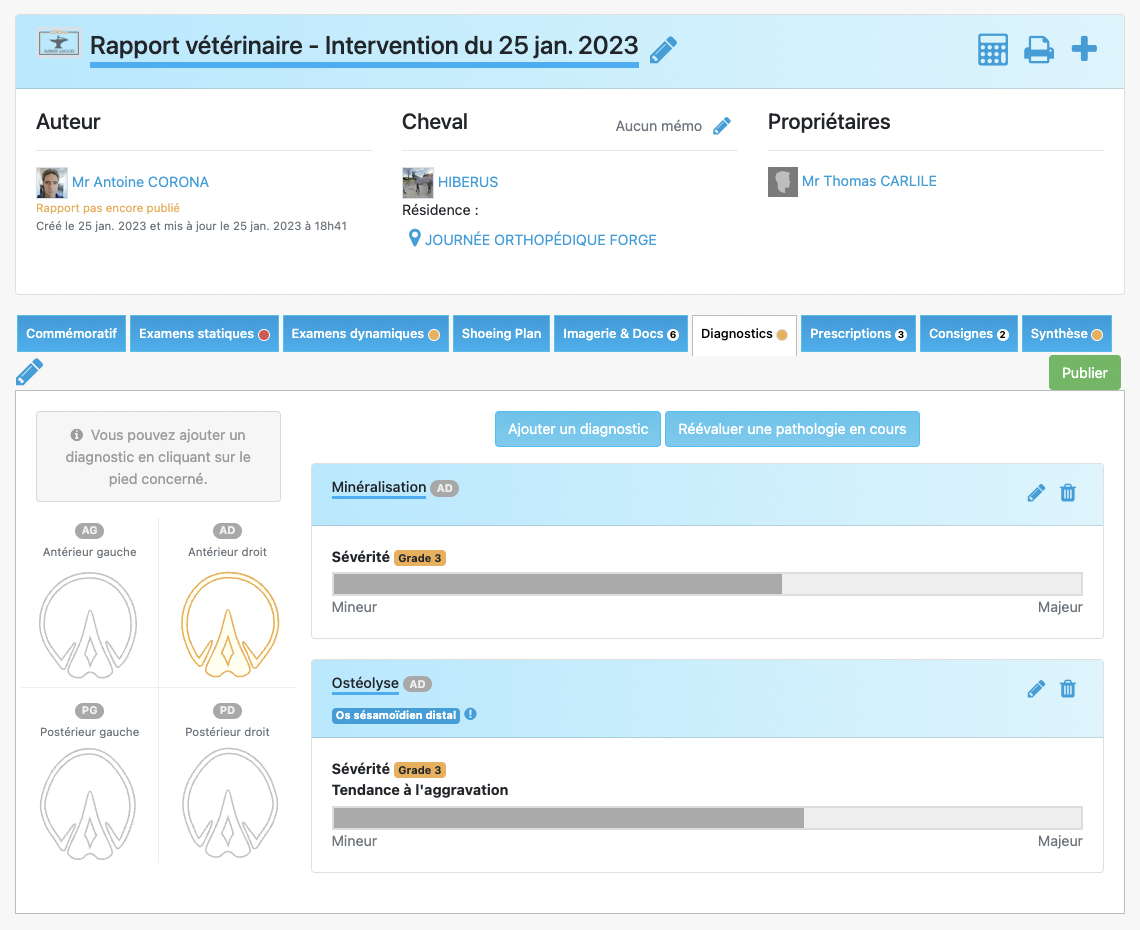 Rapport vétérinaire - Intervention du 25 jan. 2023
Auteur
Mr Antoine CORONA
Rapport pas encore publié
Créé le 25 jan. 2023 et mis à jour le 25 jan. 2023 à 18h41
Cheval
Aucun mémo
HIBERUS
Résidence :
JOURNÉE ORTHOPÉDIQUE FORGE
Propriétaires
Mr Thomas CARLILE
Commémoratif
Examens statiques
Examens dynamiques
Shoeing Plan
Imagerie & Docs 6
Diagnostics
Prescriptions 3
Consignes 2
Synthèse
Publier
Vous pouvez ajouter un
diagnostic en cliquant sur le
pied concerné.
AG
Antérieur gauche
AD
Antérieur droit
PG
Postérieur gauche
PD
Postérieur droit
Ajouter un diagnostic
Réévaluer une pathologie en cours
Minéralisation AD
Sévérité Grade 3
Mineur
Majeur
Ostéolyse AD
Os sésamoïdien distal
Sévérité Grade 3
Tendance à l'aggravation
Mineur
Majeur